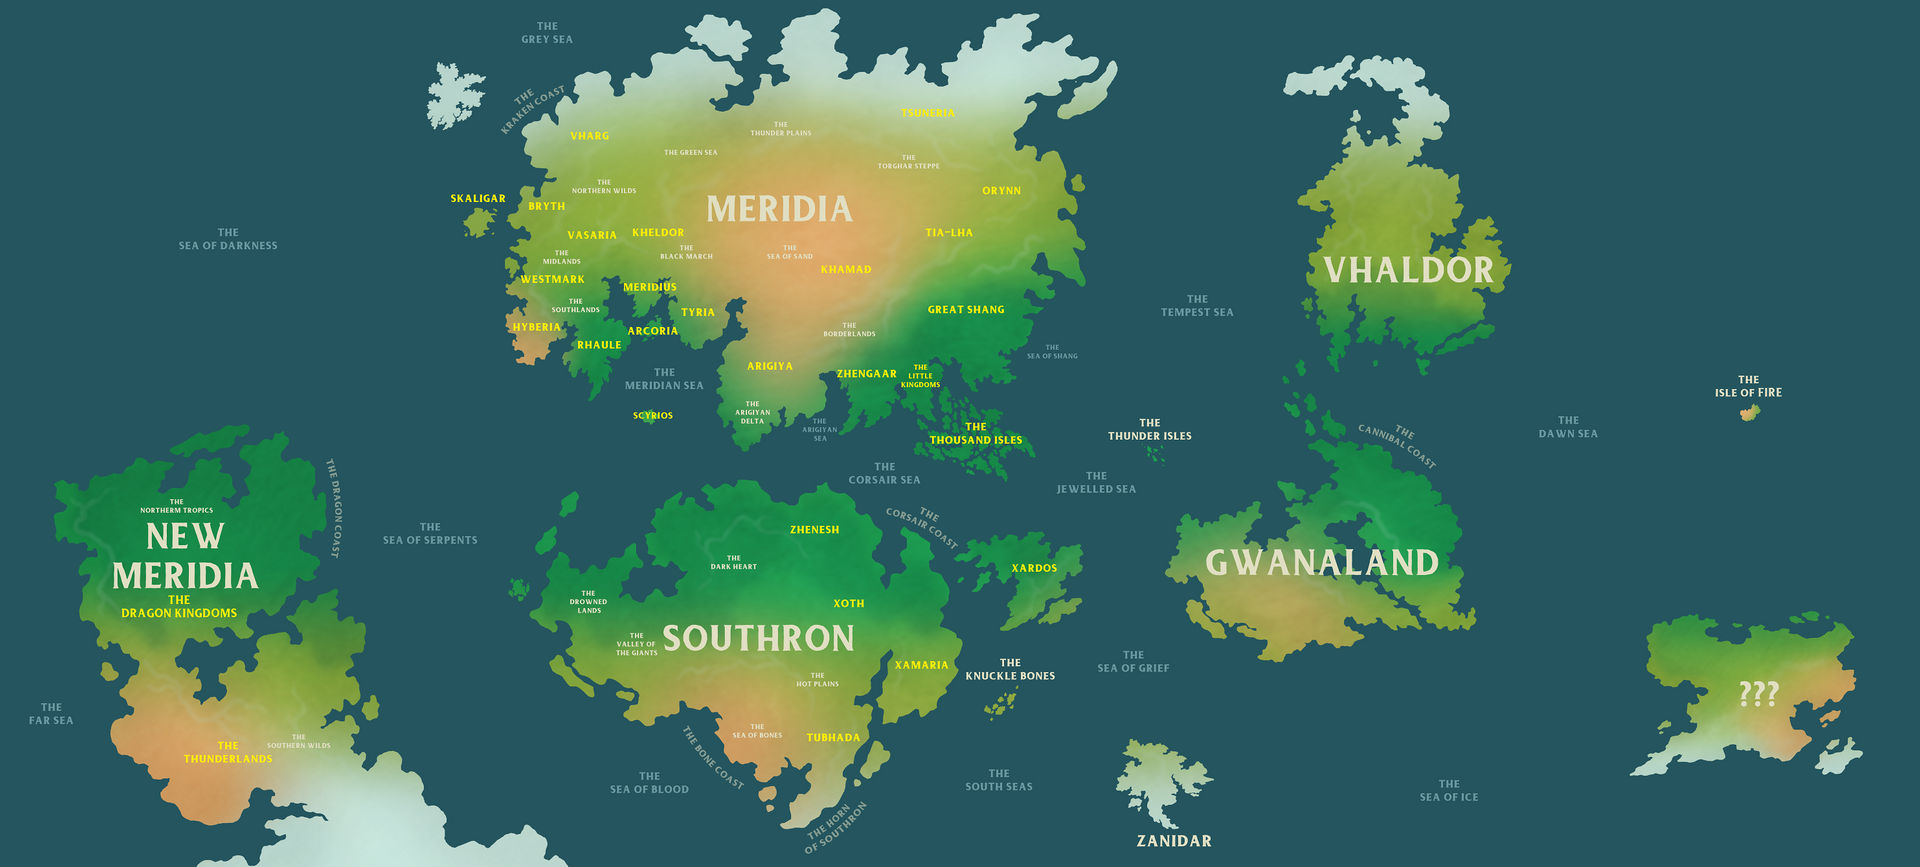 THE
GREY SEA
THE
KRAKEN COAST
TSUNERIA
VHARG
THE
THUNDER PLAINS
THE GREEN SEA
THE
TORGHAR STEPPE
THE
NORTHERN WILDS
ORYNN
SKALIGAR
BRYTH
MERIDIA
THE
SEA OF DARKNESS
VASARIA
KHELDOR
TIA-LHA
THE
MIDLANDS
THE
BLACK MARCH
THE
SEA OF SAND
KHAMAD
VHALDOR
WESTMARK
MERIDIUS
THE
SOUTHLANDS
TYRIA
GREAT SHANG
THE
TEMPEST SEA
HYBERIA
ARCORIA
THE
BORDERLANDS
RHAULE
THE
SEA OF SHANG
THE
MERIDIAN SEA
ARIGIYA
ZHENGAAR
THE
LITTLE
KINGDOMS
THE
ISLE OF FIRE
SCYRIOS
THE
ARIGIYAN
DELTA
THE
ARIGIYAN
SEA
THE
THOUSAND ISLES
THE
THUNDER ISLES
THE
CANNIBAL COAST
THE
DAWN SEA
THE
CORSAIR SEA
THE
JEWELLED SEA
THE DRAGON COAST
THE
NORTHERM TROPICS
NEW
MERIDIA
THE
DRAGON KINGDOMS
THE
SEA OF SERPENTS
ZHENESH
THE
CORSAIR COAST
THE
DARK HEART
XARDOS
GWANALAND
THE
DROWNED
LANDS
XOTH
THE
VALLEY OF
THE GIANTS
SOUTHRON
XAMARIA
THE
KNUCKLE BONES
THE
SEA OF GRIEF
THE
HOT PLAINS
???
THE
FAR SEA
THE
THUNDERLANDS
THE
SOUTHERN WILDS
THE
SEA OF BONES
TUBHADA
THE BONE COAST
THE
SEA OF BLOOD
THE
SOUTH SEAS
THE
SEA OF ICE
THE HORN
OF SOUTHRON
ZANIDAR